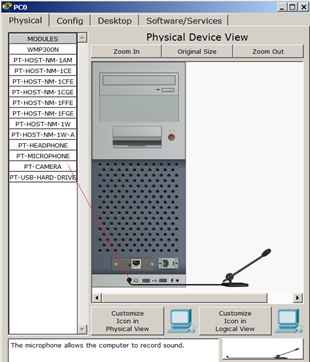 PC0
Physical Config Desktop Software/Services
MODULES
WMP300N
PT-HOST-NM-1AM
PT-HOST-NM-1CE
PT-HOST-NM-1CFE
PT-HOST-NM-1CGE
PT-HOST-NM-1FFE
PT-HOST-NM-1FGE
PT-HOST-NM-1W
PT-HOST-NM-1W-A
PT-HEADPHONE
PT-MICROPHONE
PT-CAMERA
PT-USB-HARD-DRIVE
Physical Device View
Zoom In Original Size Zoom Out
Customize
Icon in
Physical View
Customize
Icon in
Logical View
The microphone allows the computer to record sound.